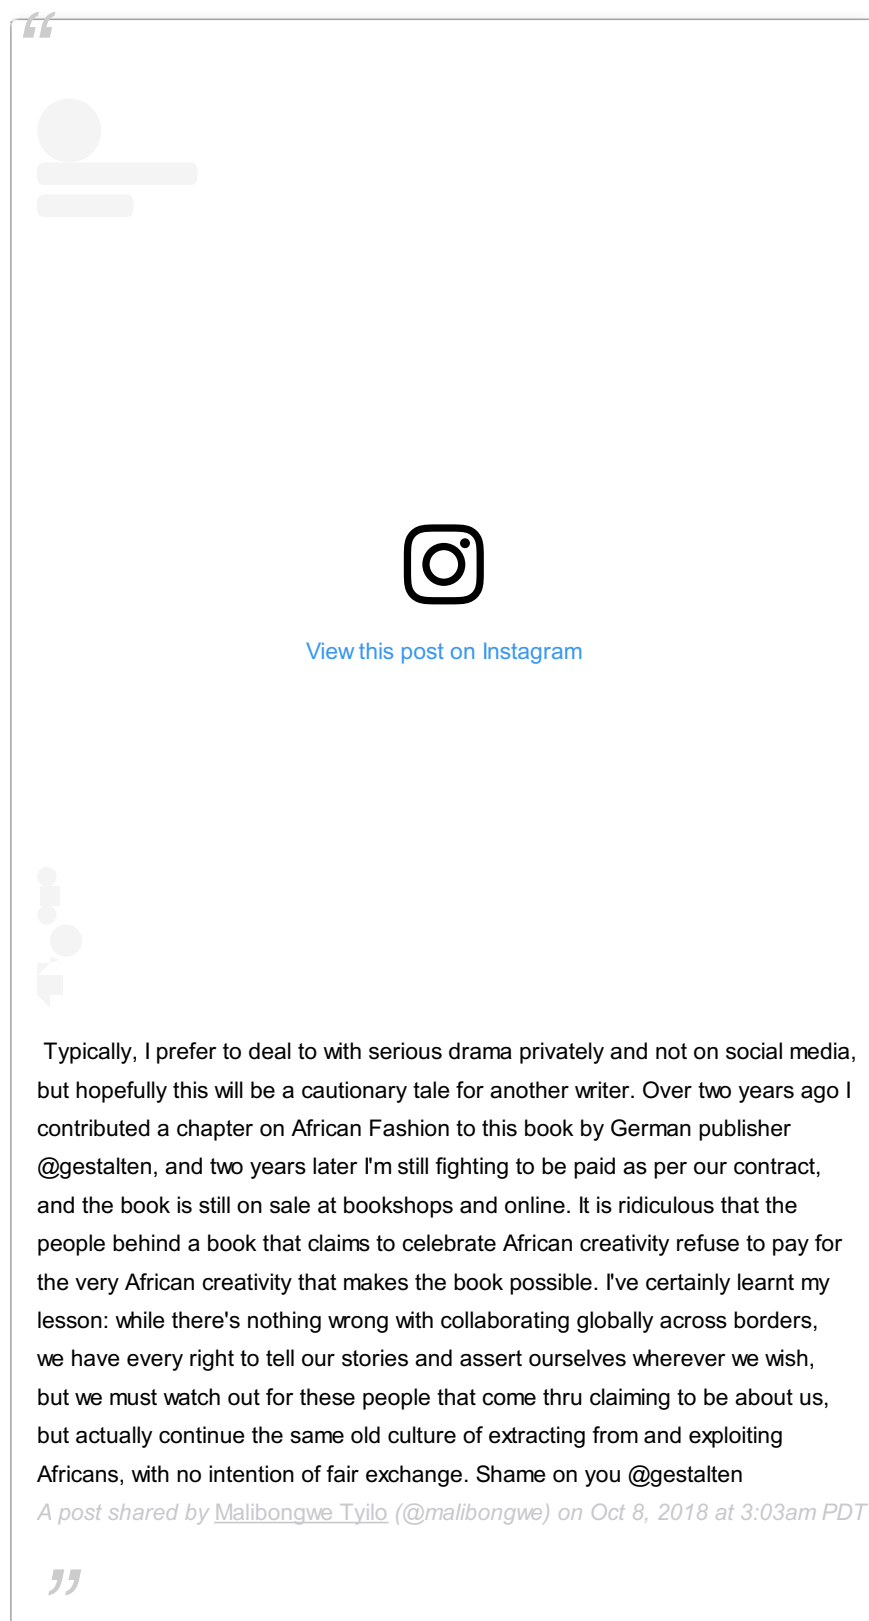 “
View this post on Instagram
Typically, I prefer to deal to with serious drama privately and not on social media,
but hopefully this will be a cautionary tale for another writer. Over two years ago I
contributed a chapter on African Fashion to this book by German publisher
@gestalten, and two years later I'm still fighting to be paid as per our contract,
and the book is still on sale at bookshops and online. It is ridiculous that the
people behind a book that claims to celebrate African creativity refuse to pay for
the very African creativity that makes the book possible. I've certainly learnt my
lesson: while there's nothing wrong with collaborating globally across borders,
we have every right to tell our stories and assert ourselves wherever we wish,
but we must watch out for these people that come thru claiming to be about us,
but actually continue the same old culture of extracting from and exploiting
Africans, with no intention of fair exchange. Shame on you @gestalten
A post shared by Malibongwe Tyilo (@malibongwe) on Oct 8, 2018 at 3:03am PDT
”